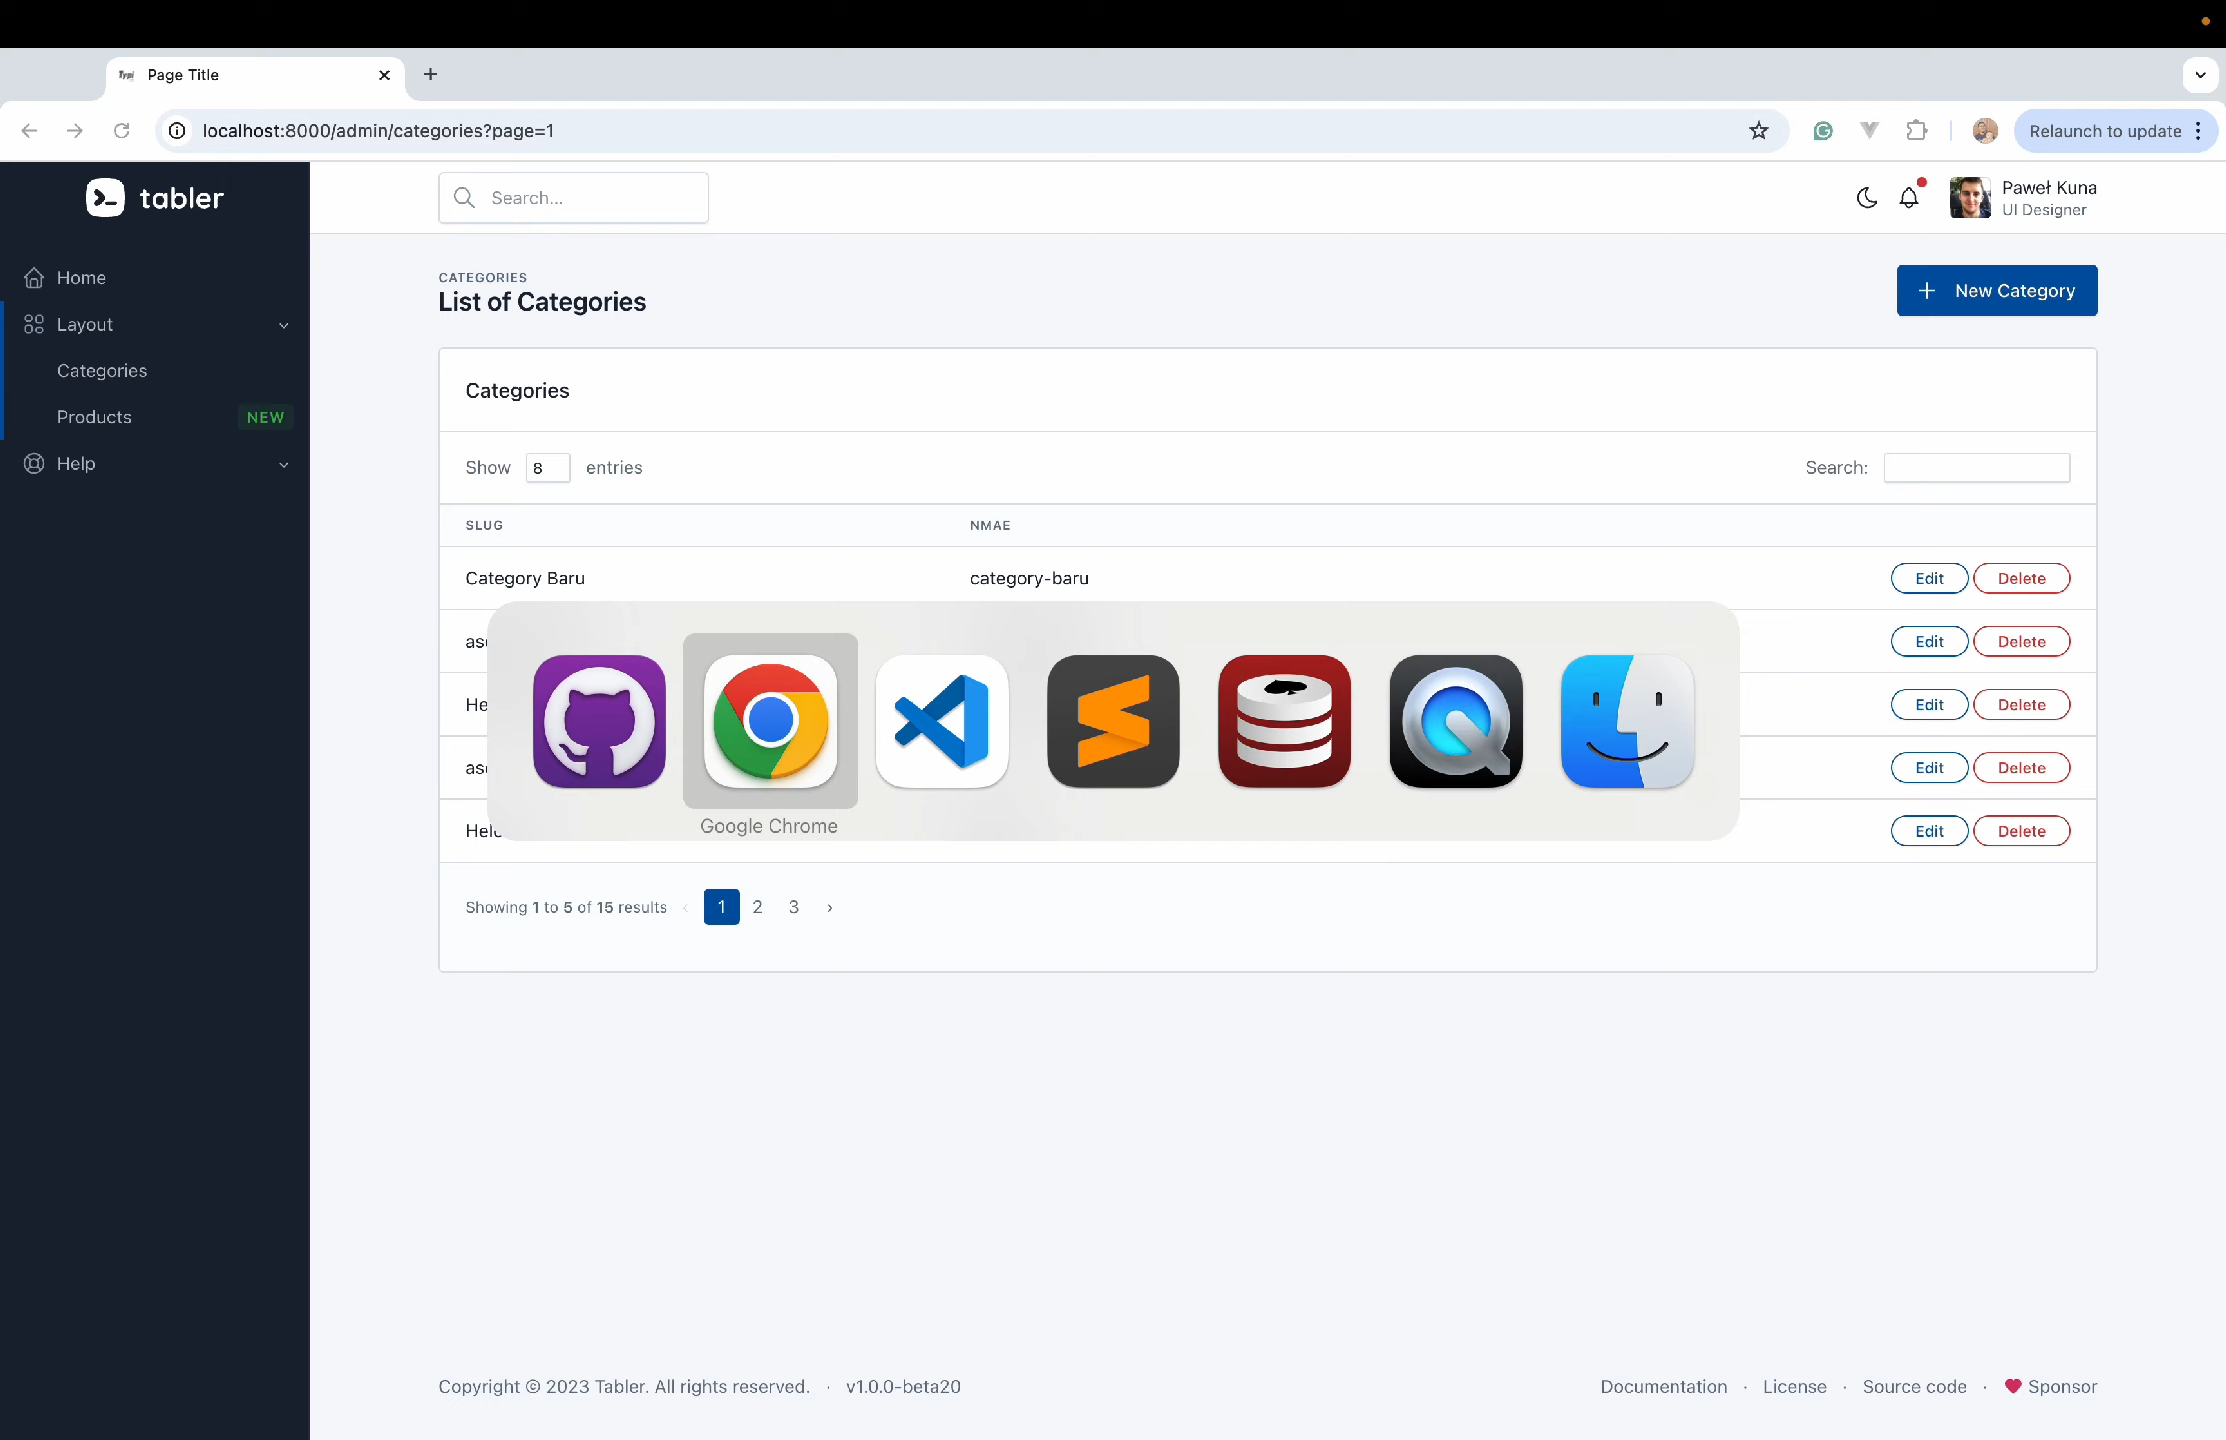 Page Title
localhost:8000/admin/categories?page=1
Relaunch to update
tabler
Search...
Paweł Kuna
UI Designer
Home
Layout
Categories
Products NEW
Help
CATEGORIES
List of Categories
New Category
Categories
Show 8 entries
Search:
SLUG NMAE
Category Baru category-baru Edit Delete
Edit Delete
Edit Delete
Edit Delete
Edit Delete
Google Chrome
Showing 1 to 5 of 15 results ‹ 1 2 3 ›
Copyright © 2023 Tabler. All rights reserved. · v1.0.0-beta20
Documentation · License · Source code · Sponsor